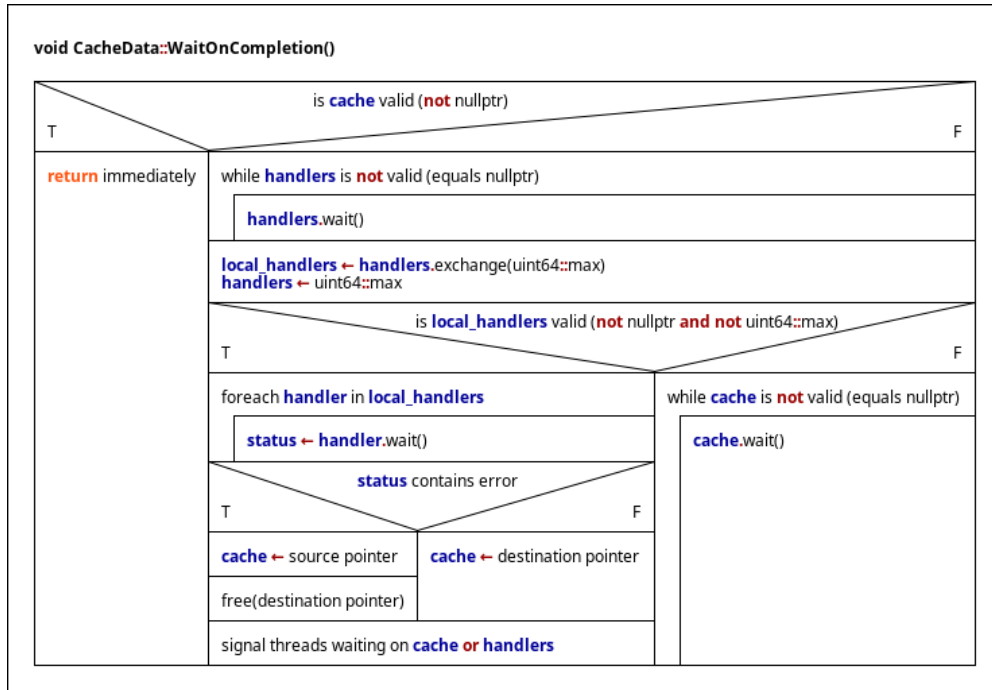 void CacheData::WaitOnCompletion()
is cache valid (not nullptr)
T
F
return immediately
while handlers is not valid (equals nullptr)
handlers.wait()
local_handlers ← handlers.exchange(uint64::max)
handlers ← uint64::max
is local_handlers valid (not nullptr and not uint64::max)
T
F
foreach handler in local_handlers
status ← handler.wait()
status contains error
T
F
cache ← source pointer
free(destination pointer)
cache ← destination pointer
signal threads waiting on cache or handlers
while cache is not valid (equals nullptr)
cache.wait()